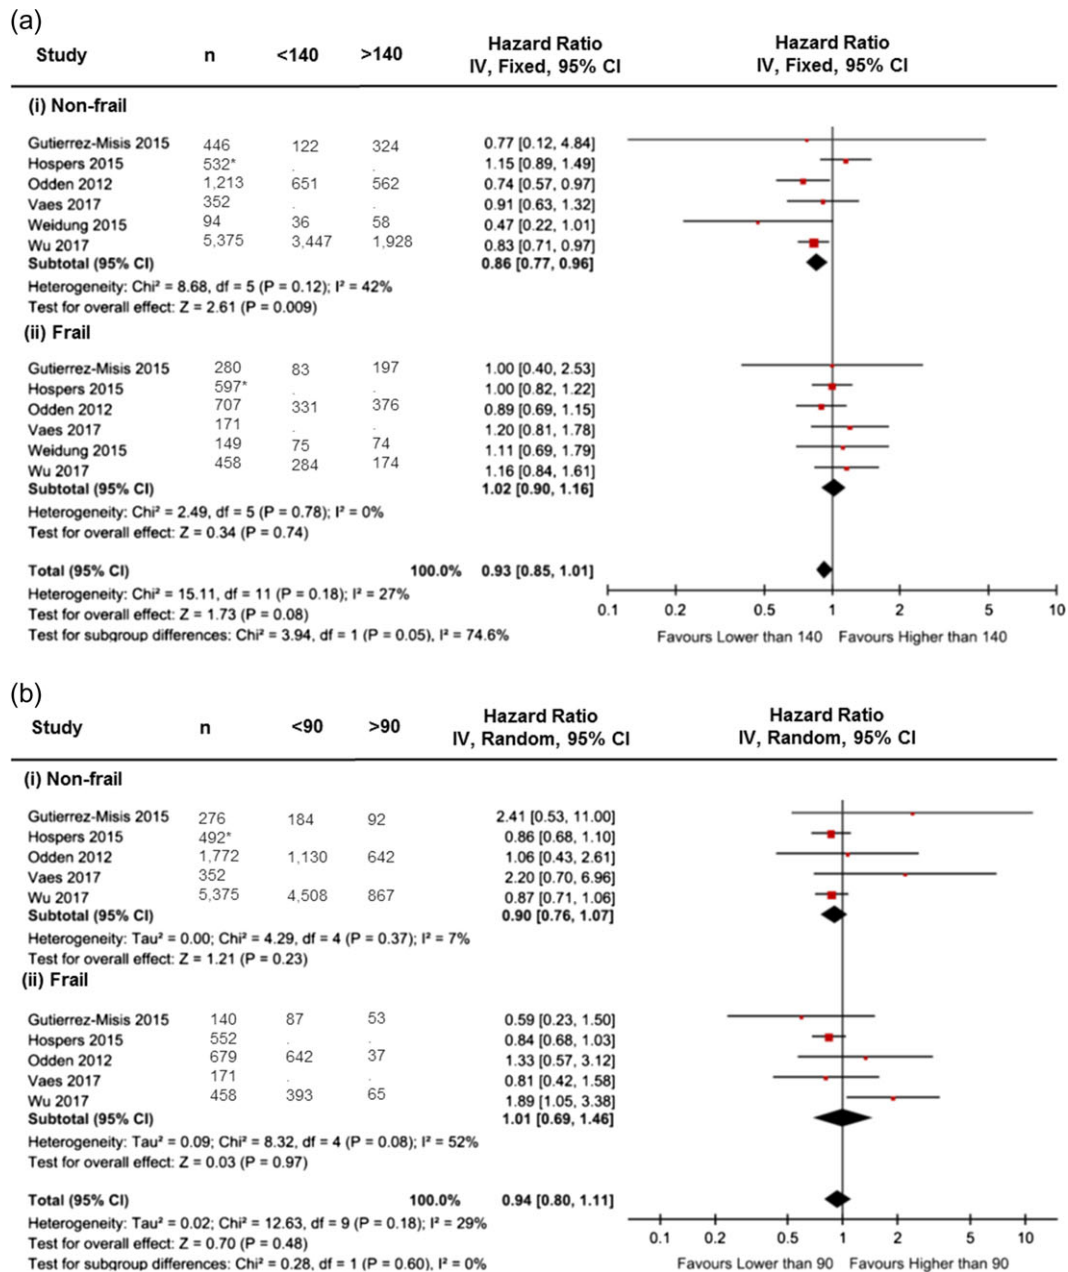 (a)
Study n <140 >140 Hazard Ratio IV, Fixed, 95% CI Hazard Ratio IV, Fixed, 95% CI
(i) Non-frail
Gutierrez-Misis 2015 446 122 324 0.77 [0.12, 4.84]
Hospers 2015 532* . . 1.15 [0.89, 1.49]
Odden 2012 1,213 651 562 0.74 [0.57, 0.97]
Vaes 2017 352 . . 0.91 [0.63, 1.32]
Weidung 2015 94 36 58 0.47 [0.22, 1.01]
Wu 2017 5,375 3,447 1,928 0.83 [0.71, 0.97]
Subtotal (95% CI) 0.86 [0.77, 0.96]
Heterogeneity: Chi² = 8.68, df = 5 (P = 0.12); I² = 42%
Test for overall effect: Z = 2.61 (P = 0.009)
(ii) Frail
Gutierrez-Misis 2015 280 83 197 1.00 [0.40, 2.53]
Hospers 2015 597* . . 1.00 [0.82, 1.22]
Odden 2012 707 331 376 0.89 [0.69, 1.15]
Vaes 2017 171 . . 1.20 [0.81, 1.78]
Weidung 2015 149 75 74 1.11 [0.69, 1.79]
Wu 2017 458 284 174 1.16 [0.84, 1.61]
Subtotal (95% CI) 1.02 [0.90, 1.16]
Heterogeneity: Chi² = 2.49, df = 5 (P = 0.78); I² = 0%
Test for overall effect: Z = 0.34 (P = 0.74)
Total (95% CI) 100.0% 0.93 [0.85, 1.01]
Heterogeneity: Chi² = 15.11, df = 11 (P = 0.18); I² = 27%
Test for overall effect: Z = 1.73 (P = 0.08)
Test for subgroup differences: Chi² = 3.94, df = 1 (P = 0.05), I² = 74.6%
0.1 0.2 0.5 1 2 5 10
Favours Lower than 140 Favours Higher than 140
(b)
Study n <90 >90 Hazard Ratio IV, Random, 95% CI Hazard Ratio IV, Random, 95% CI
(i) Non-frail
Gutierrez-Misis 2015 276 184 92 2.41 [0.53, 11.00]
Hospers 2015 492* 0.86 [0.68, 1.10]
Odden 2012 1,772 1,130 642 1.06 [0.43, 2.61]
Vaes 2017 352 2.20 [0.70, 6.96]
Wu 2017 5,375 4,508 867 0.87 [0.71, 1.06]
Subtotal (95% CI) 0.90 [0.76, 1.07]
Heterogeneity: Tau² = 0.00; Chi² = 4.29, df = 4 (P = 0.37); I² = 7%
Test for overall effect: Z = 1.21 (P = 0.23)
(ii) Frail
Gutierrez-Misis 2015 140 87 53 0.59 [0.23, 1.50]
Hospers 2015 552 . . 0.84 [0.68, 1.03]
Odden 2012 679 642 37 1.33 [0.57, 3.12]
Vaes 2017 171 . . 0.81 [0.42, 1.58]
Wu 2017 458 393 65 1.89 [1.05, 3.38]
Subtotal (95% CI) 1.01 [0.69, 1.46]
Heterogeneity: Tau² = 0.09; Chi² = 8.32, df = 4 (P = 0.08); I² = 52%
Test for overall effect: Z = 0.03 (P = 0.97)
Total (95% CI) 100.0% 0.94 [0.80, 1.11]
Heterogeneity: Tau² = 0.02; Chi² = 12.63, df = 9 (P = 0.18); I² = 29%
Test for overall effect: Z = 0.70 (P = 0.48)
Test for subgroup differences: Chi² = 0.28, df = 1 (P = 0.60), I² = 0%
0.1 0.2 0.5 1 2 5 10
Favours Lower than 90 Favours Higher than 90